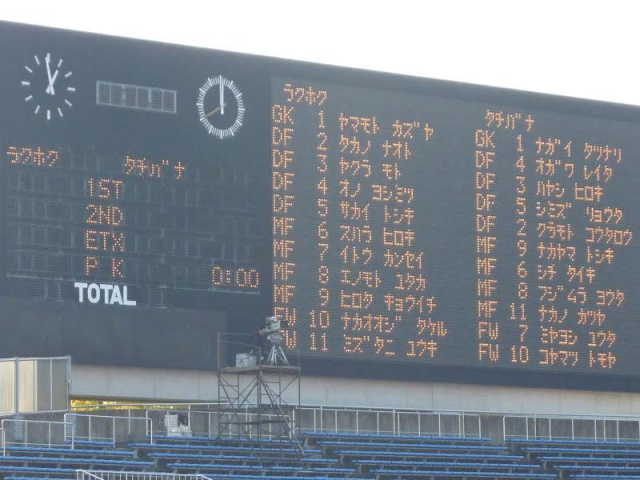 ラクホク タチバナ
1ST
2ND
ETX
PK 0:00
TOTAL
ラクホク
GK 1 ヤマモト カズヤ
DF 2 タカノ ナオト
DF 3 ヤクラ モト
DF 4 オノ ヨシミツ
DF 5 サカイ トシキ
MF 6 スハラ ヒロキ
MF 7 イトウ カンセイ
MF 8 エノモト ユタカ
MF 9 ヒロタ キョウイチ
FW 10 ナカオオジ タケル
FW 11 ミズタニ ユウキ
タチバナ
GK 1 ナガイ タツナリ
DF 4 オガワ レイタ
DF 3 ハヤシ ヒロキ
DF 5 シミズ リョウタ
DF 2 クラモト コウタロウ
MF 9 ナカヤマ トシキ
MF 6 シチ タイキ
MF 8 フジムラ ヨウタ
MF 11 ナカノ カツヤ
FW 7 ミヤヨシ ユウタ
FW 10 コヤマツ トモヤ